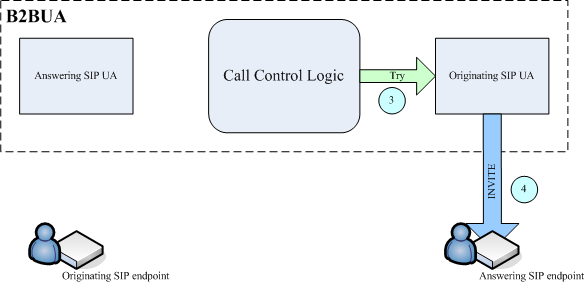 B2BUA
Answering SIP UA
Call Control Logic
Try
Originating SIP UA
3
INVITE
4
Originating SIP endpoint
Answering SIP endpoint